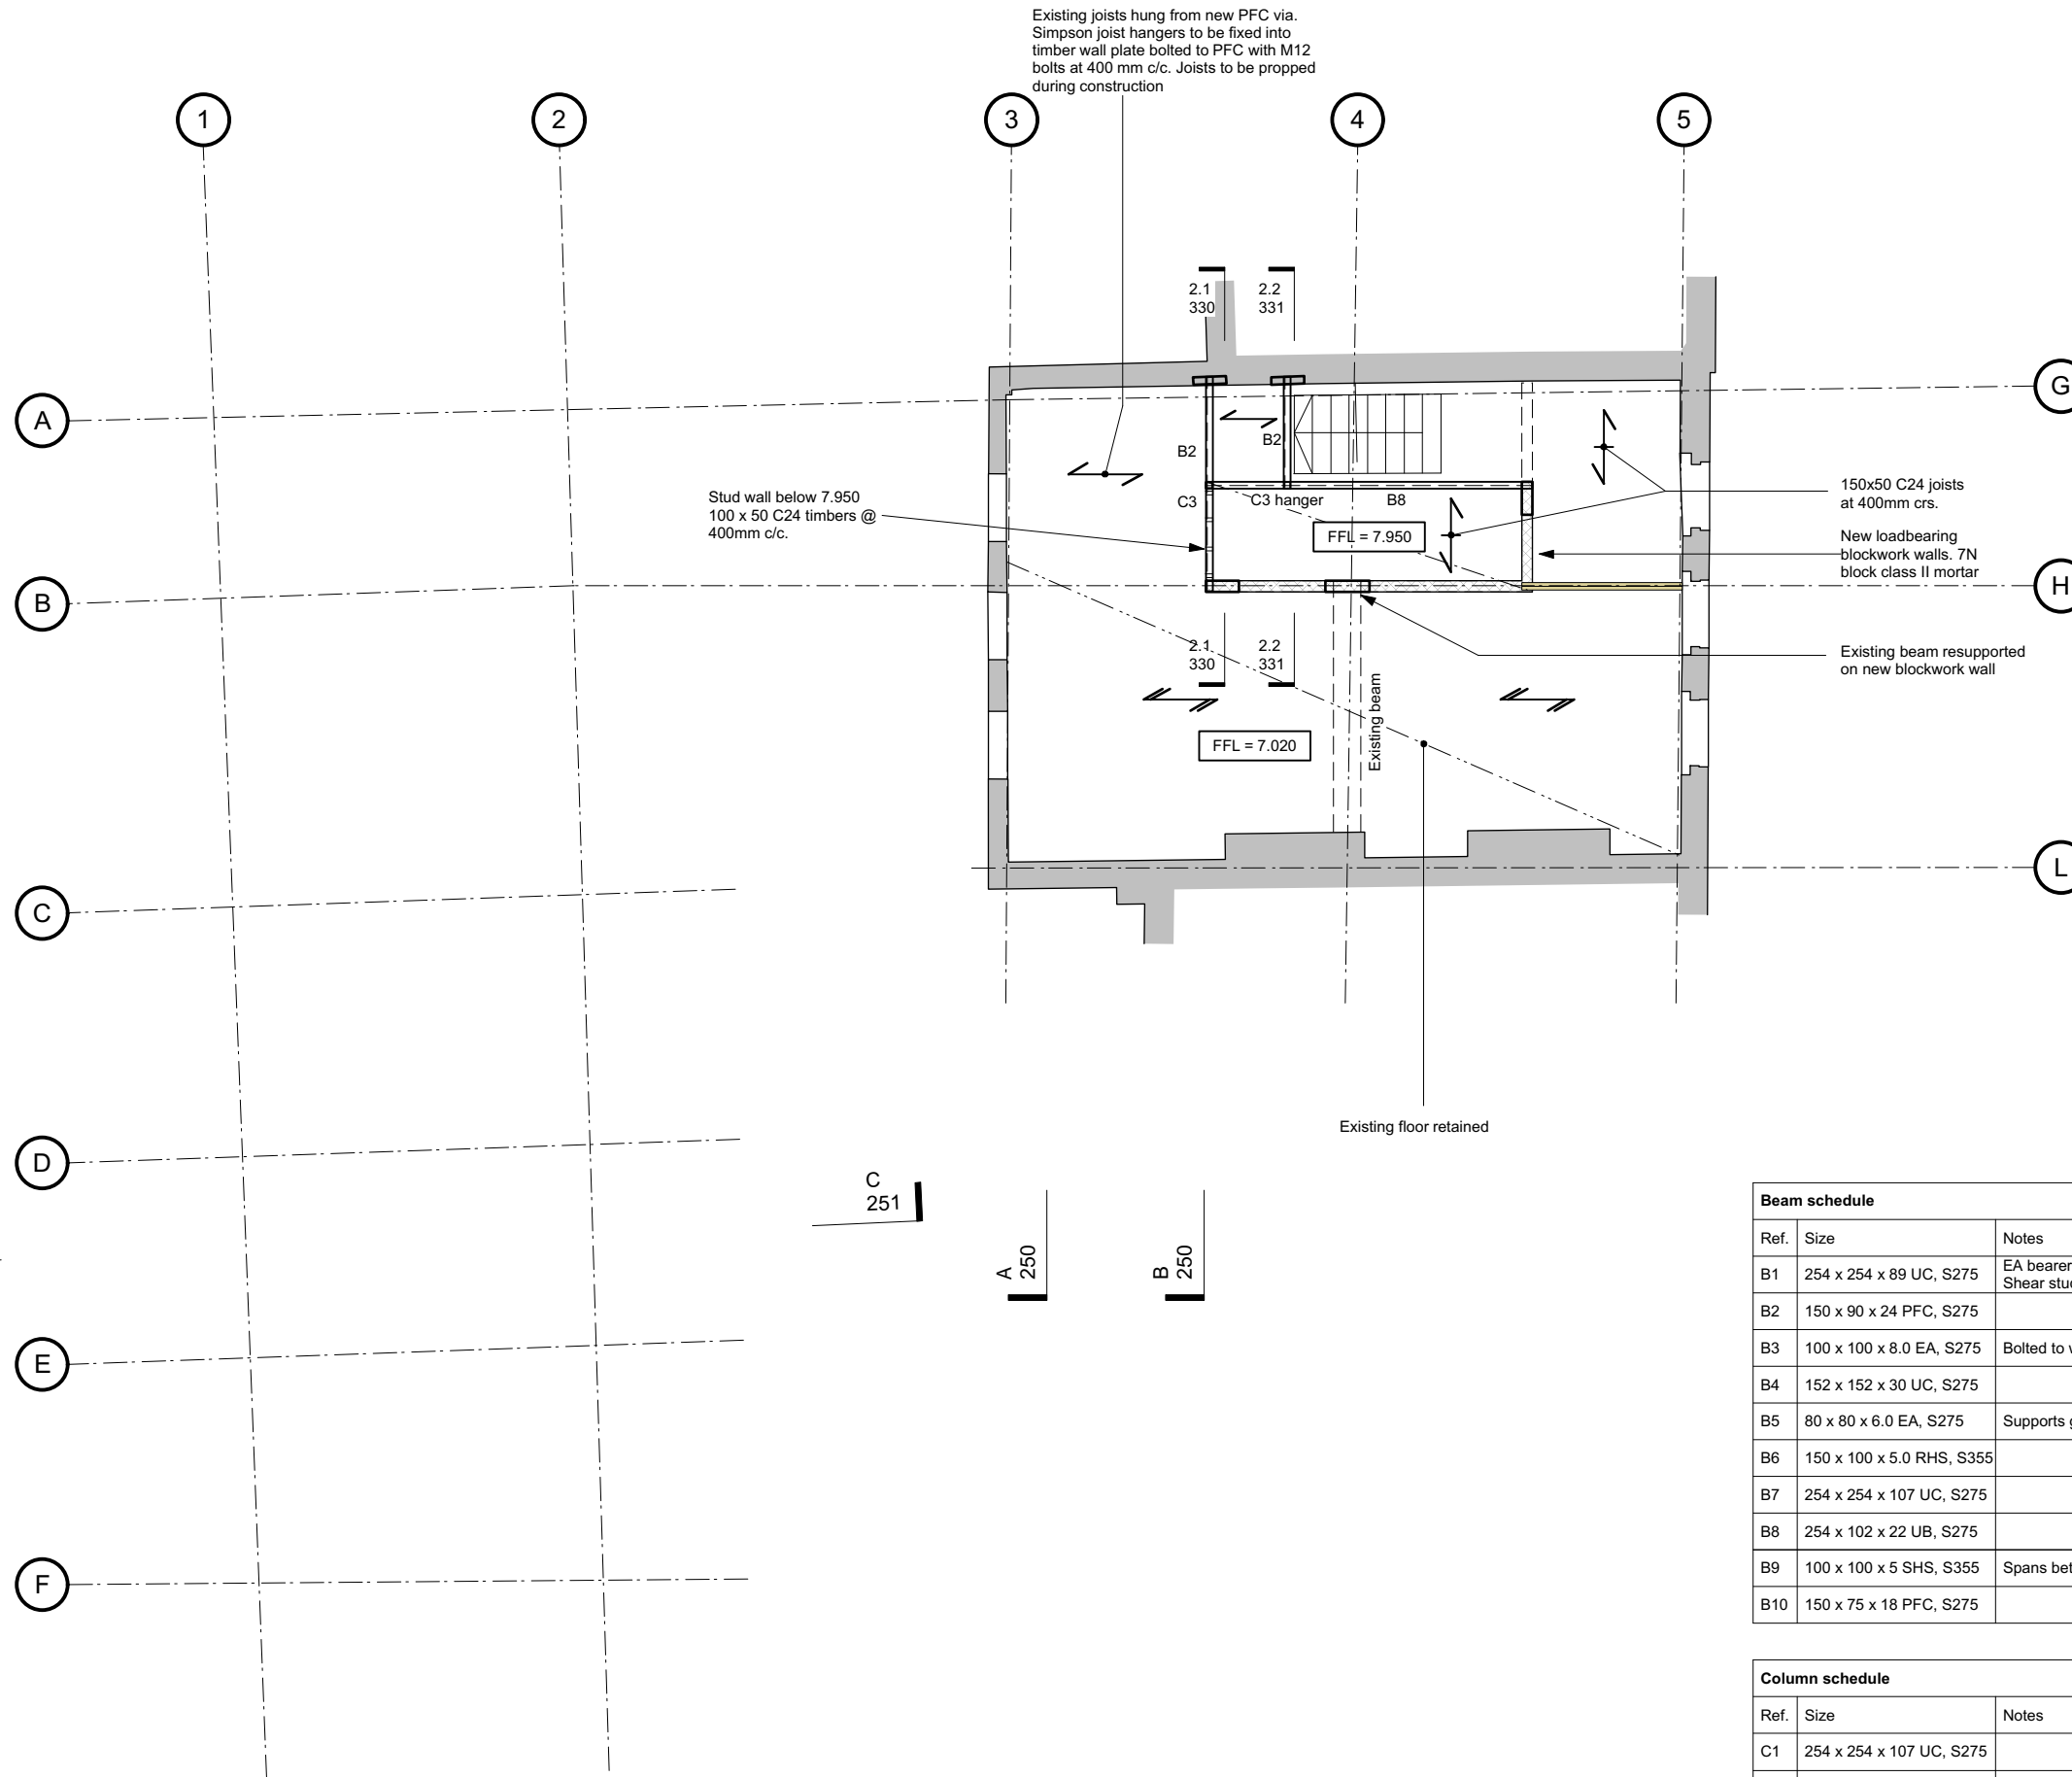 Existing joists hung from new PFC via.
Simpson joist hangers to be fixed into
timber wall plate bolted to PFC with M12
bolts at 400 mm c/c. Joists to be propped
during construction
1
2
3
4
5
2.1
330
2.2
331
A
G
B2
B2
Stud wall below 7.950
100 x 50 C24 timbers @
400mm c/c.
C3
C3 hanger
B8
FFL = 7.950
150x50 C24 joists
at 400mm crs.
New loadbearing
blockwork walls. 7N
block class II mortar
B
H
2.1
330
2.2
331
Existing beam resupported
on new blockwork wall
Existing beam
FFL = 7.020
L
C
Existing floor retained
D
C
251
A
250
B
250
E
F
Beam schedule
Ref. Size Notes
B1 254 x 254 x 89 UC, S275 EA bearer
Shear stu
B2 150 x 90 x 24 PFC, S275
B3 100 x 100 x 8.0 EA, S275 Bolted to
B4 152 x 152 x 30 UC, S275
B5 80 x 80 x 6.0 EA, S275 Supports
B6 150 x 100 x 5.0 RHS, S355
B7 254 x 254 x 107 UC, S275
B8 254 x 102 x 22 UB, S275
B9 100 x 100 x 5 SHS, S355 Spans bet
B10 150 x 75 x 18 PFC, S275
Column schedule
Ref. Size Notes
C1 254 x 254 x 107 UC, S275